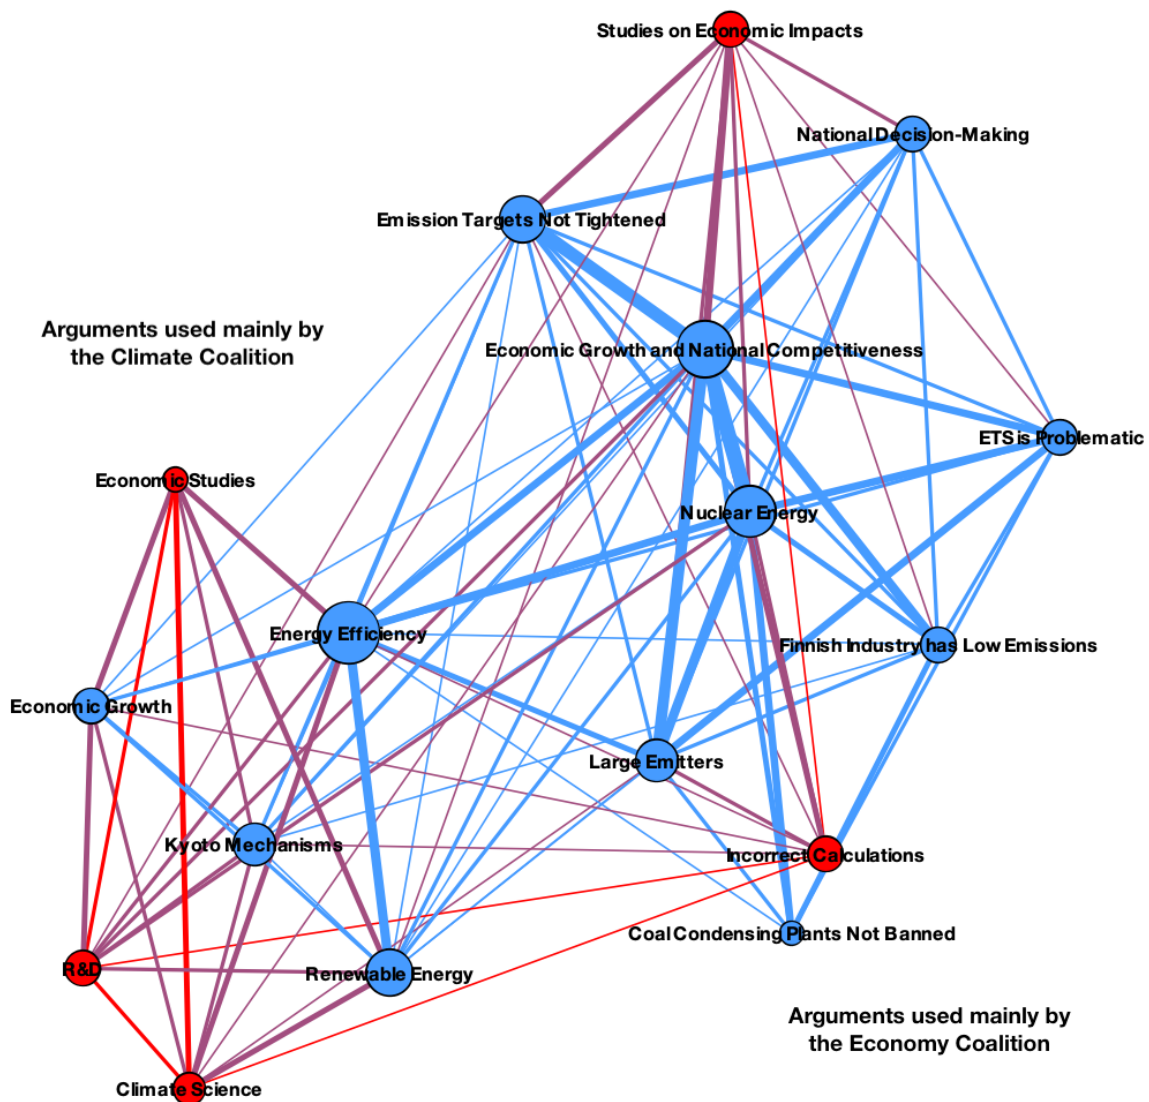 Studies on Economic Impacts
National Decision-Making
Emission Targets Not Tightened
Arguments used mainly by
the Climate Coalition
Economic Growth and National Competitiveness
ETS is Problematic
Economic Studies
Nuclear Energy
Energy Efficiency
Finnish Industry has Low Emissions
Economic Growth
Large Emitters
Kyoto Mechanisms
Incorrect Calculations
Coal Condensing Plants Not Banned
R&D
Renewable Energy
Arguments used mainly by
the Economy Coalition
Climate Science